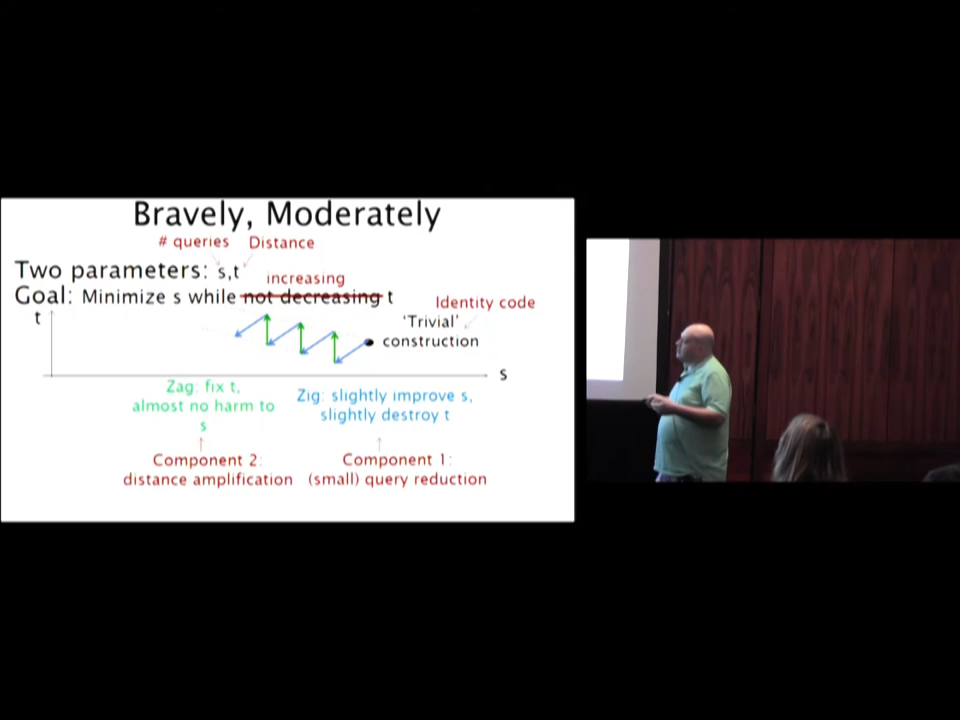 Bravely, Moderately
# queries Distance
Two parameters: s,t
increasing
Goal: Minimize s while not decreasing t
Identity code
t
'Trivial'
construction
s
Zag: fix t,
almost no harm to
s
Zig: slightly improve s,
slightly destroy t
Component 2:
distance amplification
Component 1:
(small) query reduction